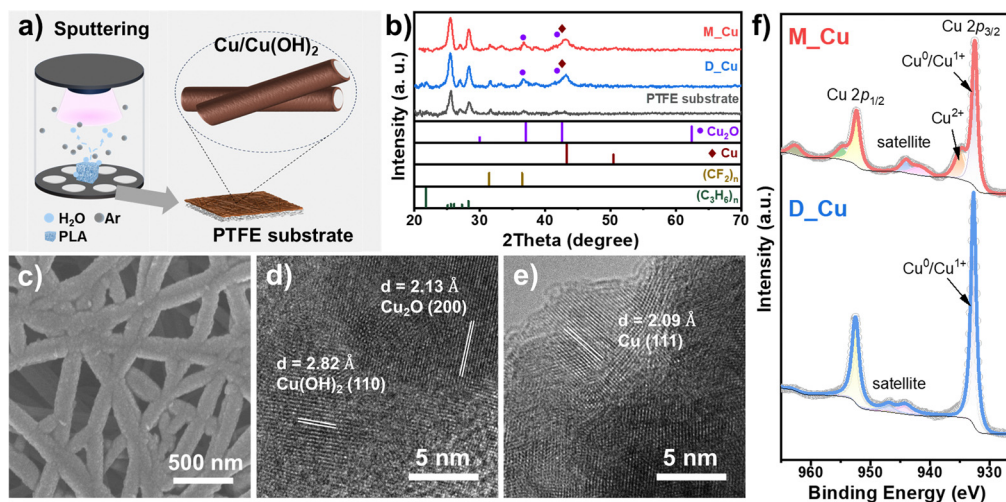 a)
Sputtering
Cu/Cu(OH)₂
H₂O
Ar
PLA
PTFE substrate
b)
M_Cu
D_Cu
PTFE substrate
Cu₂O
Cu
(CF₂)ₙ
(C₃H₆)ₙ
Intensity (a. u.)
20 30 40 50 60 70
2Theta (degree)
c)
500 nm
d)
d = 2.13 Å
Cu₂O (200)
d = 2.82 Å
Cu(OH)₂ (110)
5 nm
e)
d = 2.09 Å
Cu (111)
5 nm
f)
M_Cu
Cu 2p₃/₂
Cu⁰/Cu¹⁺
Cu 2p₁/₂
Cu²⁺
satellite
D_Cu
Cu⁰/Cu¹⁺
satellite
Intensity (a.u.)
960 950 940 930
Binding Energy (eV)